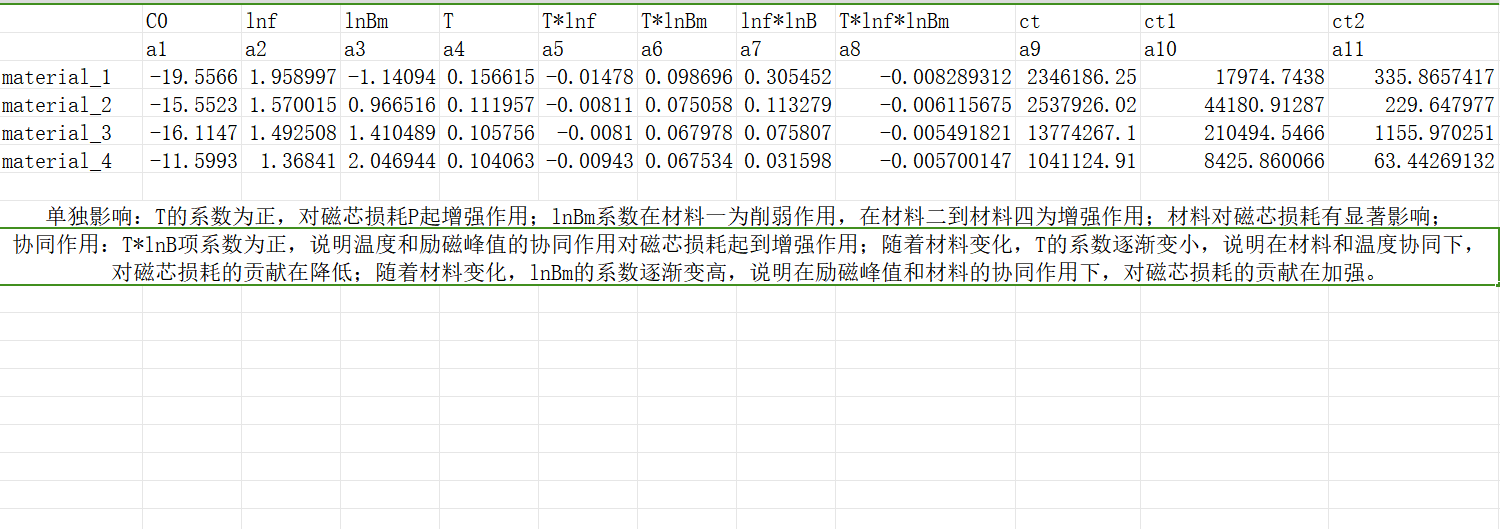 C0 lnf lnBm T T*lnf T*lnBm lnf*lnB T*lnf*lnBm ct ct1 ct2
a1 a2 a3 a4 a5 a6 a7 a8 a9 a10 a11
material_1 -19.5566 1.958997 -1.14094 0.156615 -0.01478 0.098696 0.305452 -0.008289312 2346186.25 17974.7438 335.8657417
material_2 -15.5523 1.570015 0.966516 0.111957 -0.00811 0.075058 0.113279 -0.006115675 2537926.02 44180.91287 229.647977
material_3 -16.1147 1.492508 1.410489 0.105756 -0.0081 0.067978 0.075807 -0.005491821 13774267.1 210494.5466 1155.970251
material_4 -11.5993 1.36841 2.046944 0.104063 -0.00943 0.067534 0.031598 -0.005700147 1041124.91 8425.860066 63.44269132
单独影响：T的系数为正，对磁芯损耗P起增强作用；lnBm系数在材料一为削弱作用，在材料二到材料四为增强作用；材料对磁芯损耗有显著影响；
协同作用：T*lnB项系数为正，说明温度和励磁峰值的协同作用对磁芯损耗起到增强作用；随着材料变化，T的系数逐渐变小，说明在材料和温度协同下，
对磁芯损耗的贡献在降低；随着材料变化，lnBm的系数逐渐变高，说明在励磁峰值和材料的协同作用下，对磁芯损耗的贡献在加强。